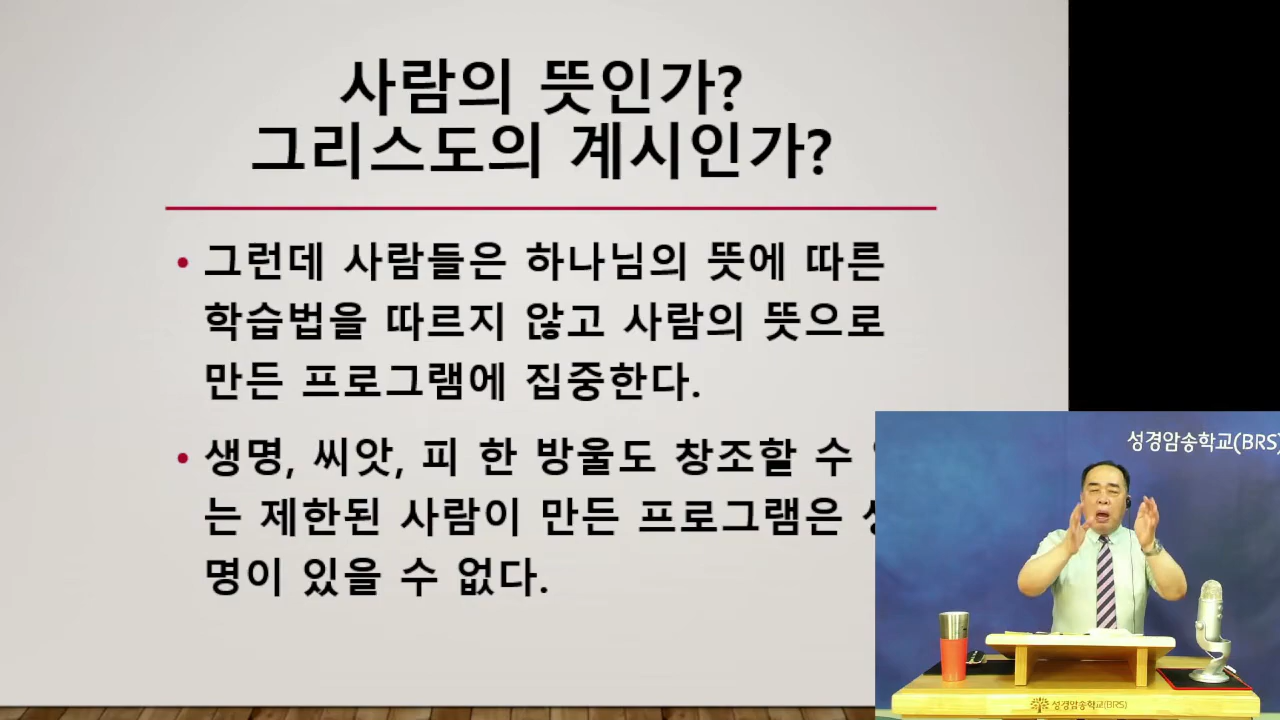 사람의 뜻인가?
그리스도의 계시인가?
• 그런데 사람들은 하나님의 뜻에 따른
학습법을 따르지 않고 사람의 뜻으로
만든 프로그램에 집중한다.
• 생명, 씨앗, 피 한 방울도 창조할 수
는 제한된 사람이 만든 프로그램은
명이 있을 수 없다.
성경암송학교(BRS)
성경암송학교(BRS)